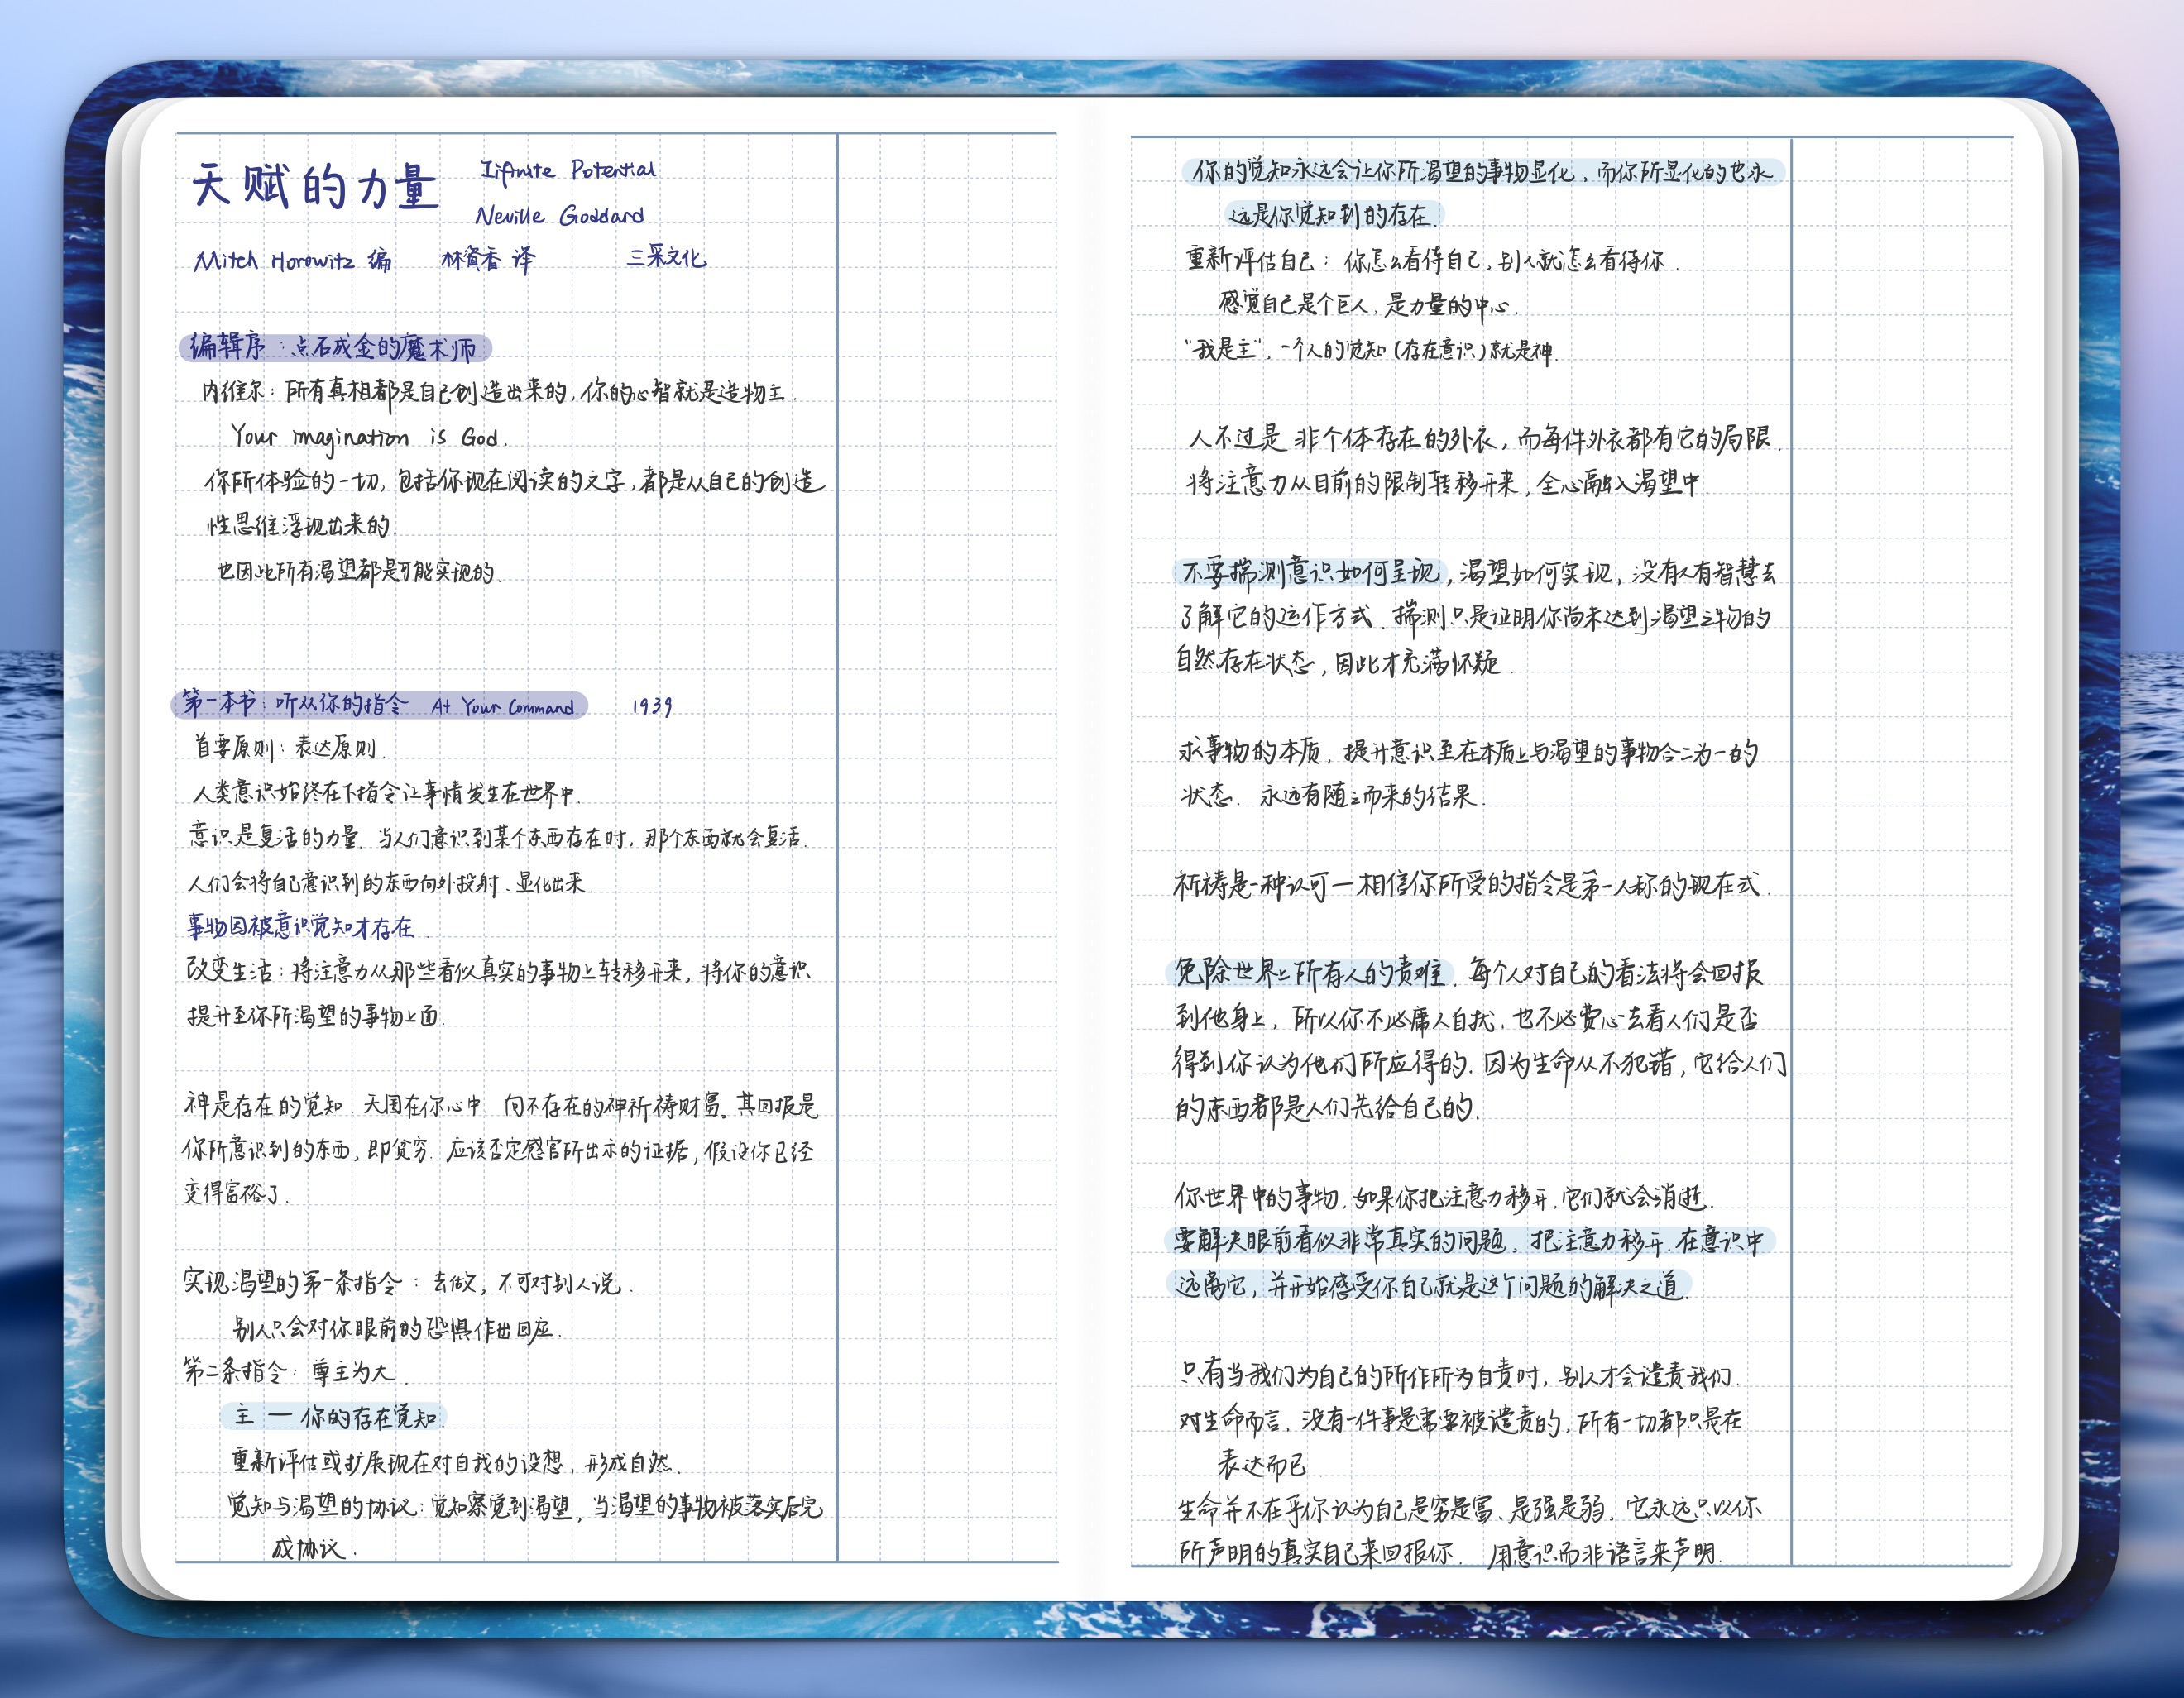 天赋的力量
Iifinite Potential
Neville Goddard
Mitch Horowitz 编 林資香 译 三采文化
编辑序：点石成金的魔术师
内维尔：所有真相都是自己创造出来的，你的心智就是造物主.
Your imagination is God.
你所体验的一切，包括你现在阅读的文字，都是从自己的创造
性思维浮现出来的.
也因此所有渴望都是可能实现的.
第一本书：听从你的指令 At Your Command 1939
首要原则：表达原则.
人类意识始终在下指令让事情发生在世界中.
意识是复活的力量. 当人们意识到某个东西存在时，那个东西就会复活.
人们会将自己意识到的东西向外投射、显化出来.
事物因被意识觉知才存在.
改变生活：将注意力从那些看似真实的事物上转移开来，将你的意识
提升至你所渴望的事物上面.
神是存在的觉知. 天国在你心中. 向不存在的神祈祷财富，其回报是
你所意识到的东西，即贫穷. 应该否定感官所出示的证据，假设你已经
变得富裕了.
实现渴望的第一条指令：去做，不可对别人说.
别人只会对你眼前的恐惧作出回应.
第二条指令：尊主为大.
主 — 你的存在觉知.
重新评估或扩展现在对自我的设想，形成自然.
觉知与渴望的协议：觉知察觉到渴望，当渴望的事物被落实后完
成协议.
你的觉知永远会让你所渴望的事物显化，而你所显化的也永
远是你觉知到的存在.
重新评估自己：你怎么看待自己，别人就怎么看待你.
感觉自己是个巨人，是力量的中心.
“我是主”，一个人的觉知（存在意识）就是神.
人不过是非个体存在的外衣，而每件外衣都有它的局限.
将注意力从目前的限制转移开来，全心融入渴望中.
不要揣测意识如何呈现，渴望如何实现，没有人有智慧去
了解它的运作方式. 揣测只是证明你尚未达到渴望之物的
自然存在状态，因此才充满怀疑
求事物的本质，提升意识至在本质上与渴望的事物合二为一的
状态. 永远有随之而来的结果.
祈祷是一种认可—相信你所受的指令是第一人称的现在式.
免除世界上所有人的责难. 每个人对自己的看法将会回报
到他身上，所以你不必庸人自扰，也不必费心去看人们是否
得到你认为他们所应得的. 因为生命从不犯错，它给人们
的东西都是人们先给自己的.
你世界中的事物，如果你把注意力移开，它们就会消逝.
要解决眼前看似非常真实的问题，把注意力移开. 在意识中
远离它，并开始感受你自己就是这个问题的解决之道.
只有当我们为自己的所作所为自责时，别人才会谴责我们.
对生命而言，没有一件事是需要被谴责的，所有一切都只是在
表达而已
生命并不在乎你认为自己是穷是富、是强是弱，它永远只以你
所声明的真实自己来回报你. 用意识而非语言来声明.